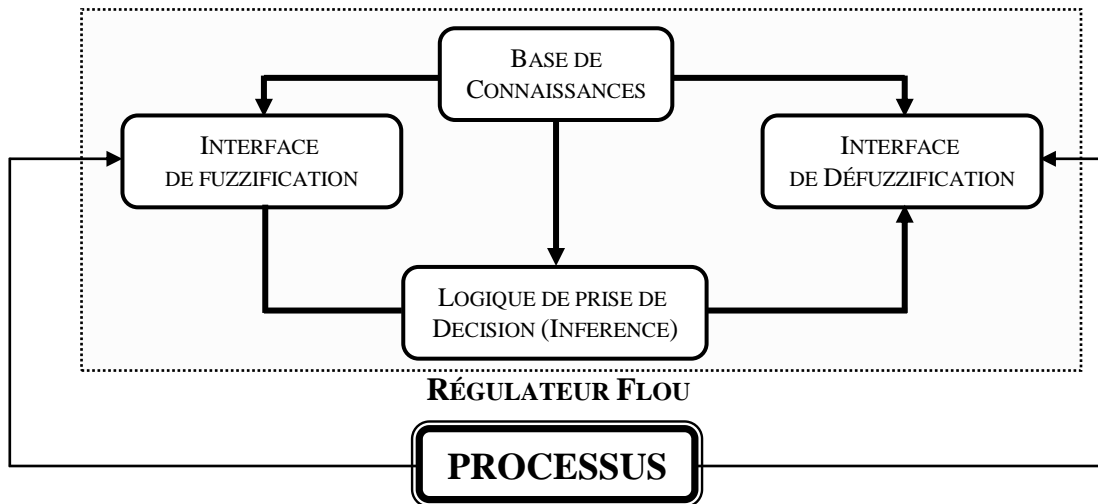 BASE DE
CONNAISSANCES
INTERFACE
DE FUZZIFICATION
INTERFACE
DE DÉFUZZIFICATION
LOGIQUE DE PRISE DE
DECISION (INFERENCE)
RÉGULATEUR FLOU
PROCESSUS